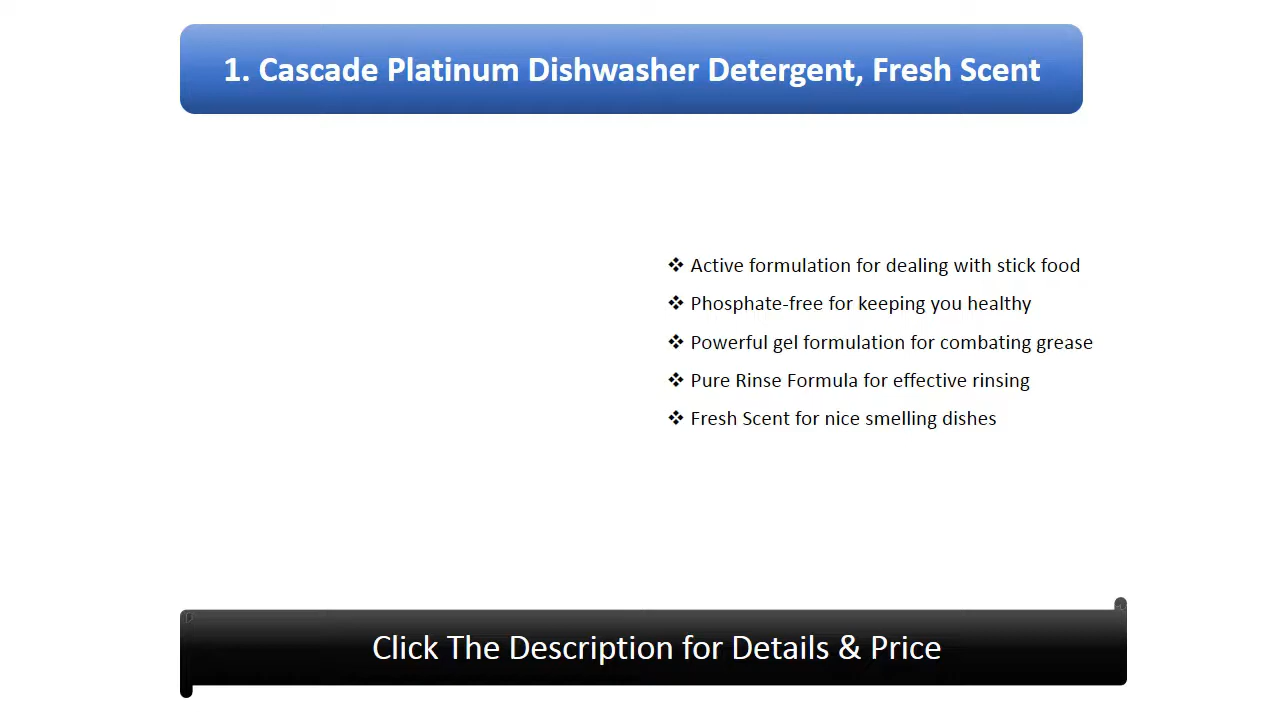 1. Cascade Platinum Dishwasher Detergent, Fresh Scent
❖ Active formulation for dealing with stick food
❖ Phosphate-free for keeping you healthy
❖ Powerful gel formulation for combating grease
❖ Pure Rinse Formula for effective rinsing
❖ Fresh Scent for nice smelling dishes
Click The Description for Details & Price